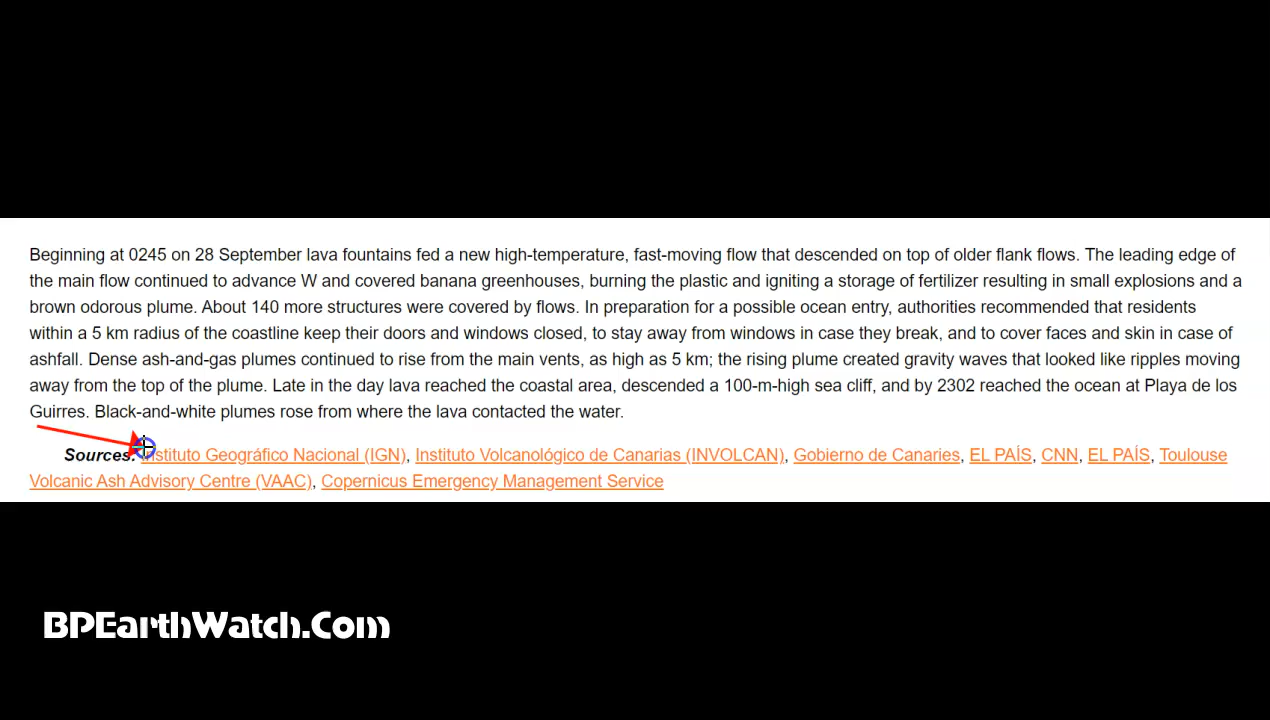 Beginning at 0245 on 28 September lava fountains fed a new high-temperature, fast-moving flow that descended on top of older flank flows. The leading edge of
the main flow continued to advance W and covered banana greenhouses, burning the plastic and igniting a storage of fertilizer resulting in small explosions and a
brown odorous plume. About 140 more structures were covered by flows. In preparation for a possible ocean entry, authorities recommended that residents
within a 5 km radius of the coastline keep their doors and windows closed, to stay away from windows in case they break, and to cover faces and skin in case of
ashfall. Dense ash-and-gas plumes continued to rise from the main vents, as high as 5 km; the rising plume created gravity waves that looked like ripples moving
away from the top of the plume. Late in the day lava reached the coastal area, descended a 100-m-high sea cliff, and by 2302 reached the ocean at Playa de los
Guirres. Black-and-white plumes rose from where the lava contacted the water.
Sources: Instituto Geográfico Nacional (IGN), Instituto Volcanológico de Canarias (INVOLCAN), Gobierno de Canaries, EL PAÍS, CNN, EL PAÍS, Toulouse
Volcanic Ash Advisory Centre (VAAC), Copernicus Emergency Management Service
BPEarthWatch.Com